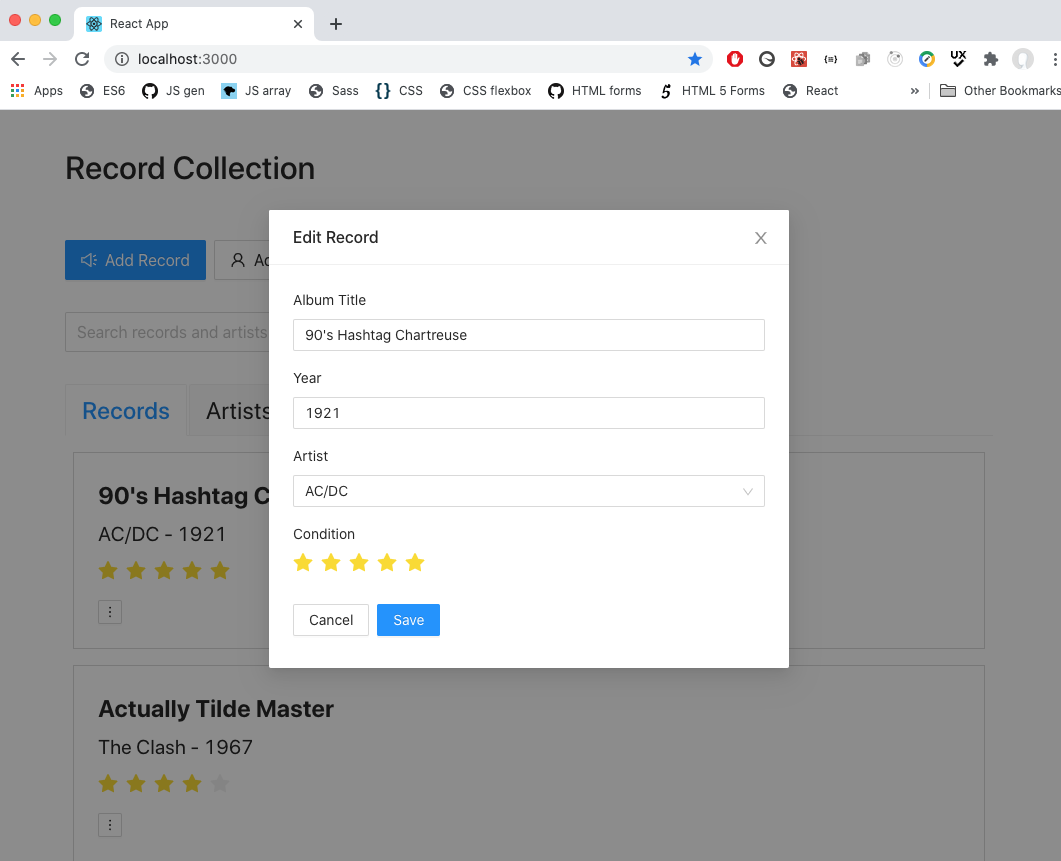 React App
localhost:3000
UX
Apps
ES6
JS gen
JS array
Sass
CSS
CSS flexbox
HTML forms
HTML 5 Forms
React
»
Other Bookmarks
Record Collection
Add Record
Search records and artists
Records
Artists
90's Hashtag C
AC/DC - 1921
Actually Tilde Master
The Clash - 1967
Edit Record
Album Title
90's Hashtag Chartreuse
Year
1921
Artist
AC/DC
Condition
Cancel
Save